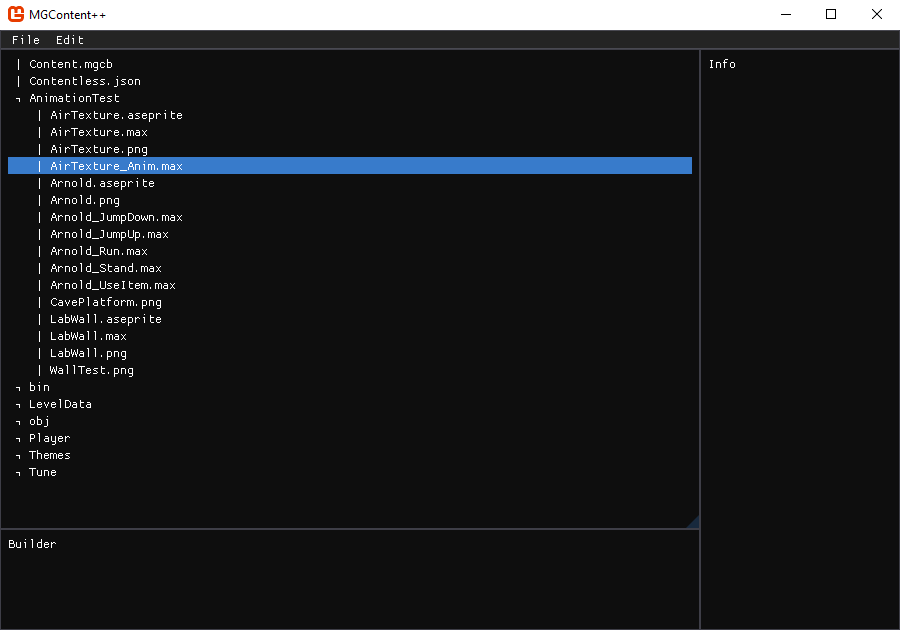 MGContent++
File Edit
| Content.mgcb
| Contentless.json
¬ AnimationTest
| AirTexture.aseprite
| AirTexture.max
| AirTexture.png
| AirTexture_Anim.max
| Arnold.aseprite
| Arnold.png
| Arnold_JumpDown.max
| Arnold_JumpUp.max
| Arnold_Run.max
| Arnold_Stand.max
| Arnold_UseItem.max
| CavePlatform.png
| LabWall.aseprite
| LabWall.max
| LabWall.png
| WallTest.png
¬ bin
¬ LevelData
¬ obj
¬ Player
¬ Themes
¬ Tune
Info
Builder